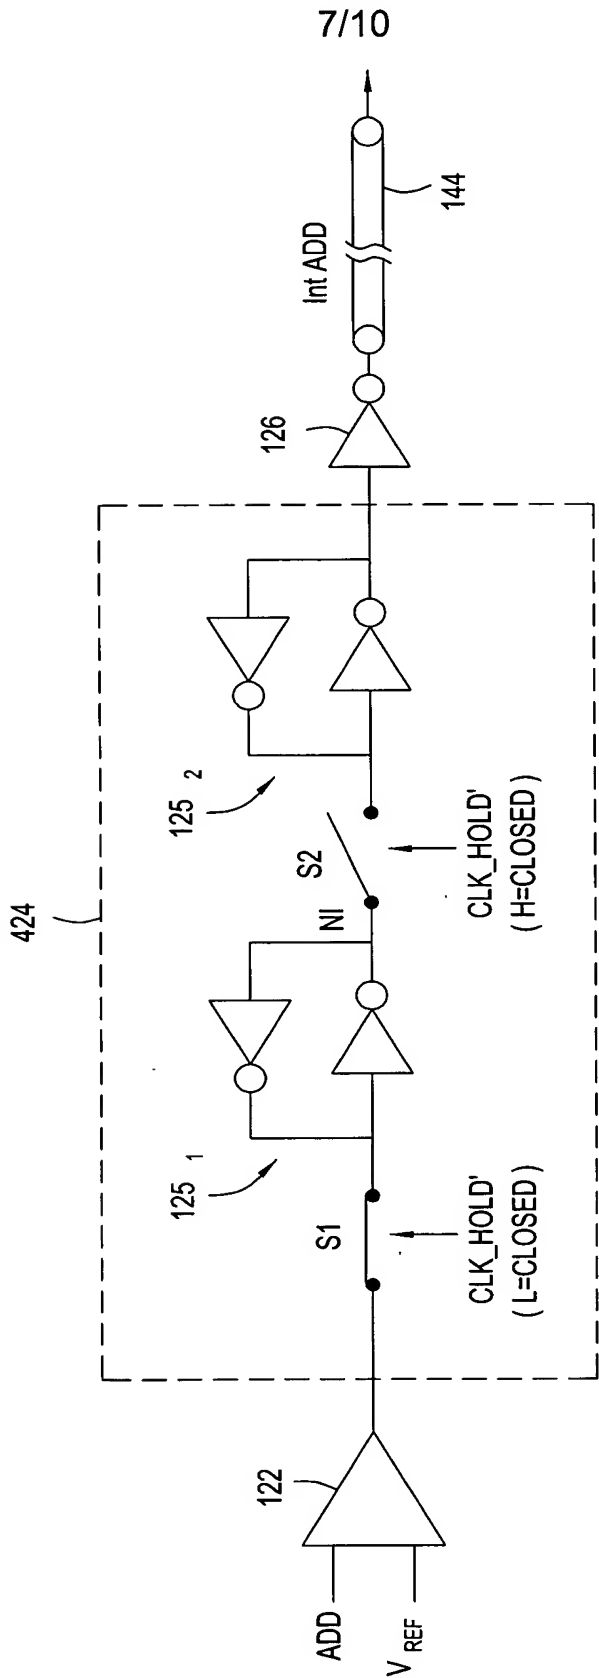 7/10
424
ADD
V REF
122
S1
CLK_HOLD'
(L=CLOSED)
125 1
NI
S2
CLK_HOLD'
(H=CLOSED)
125 2
126
Int ADD
144